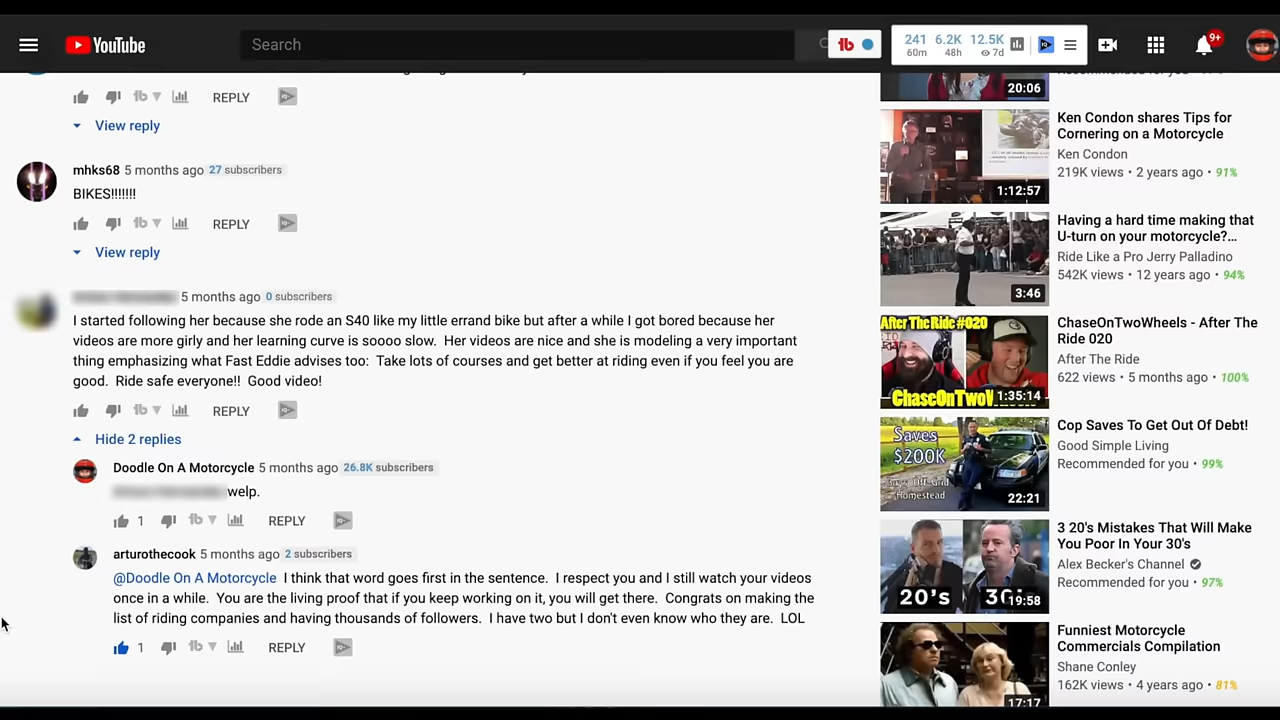 YouTube
Search
241 6.2K 12.5K
60m 48h 7d
9+
REPLY
View reply
mhks68 5 months ago 27 subscribers
BIKES!!!!!!!
REPLY
View reply
5 months ago 0 subscribers
I started following her because she rode an S40 like my little errand bike but after a while I got bored because her
videos are more girly and her learning curve is soooo slow. Her videos are nice and she is modeling a very important
thing emphasizing what Fast Eddie advises too: Take lots of courses and get better at riding even if you feel you are
good. Ride safe everyone!! Good video!
REPLY
Hide 2 replies
Doodle On A Motorcycle 5 months ago 26.8K subscribers
welp.
1 REPLY
arturothecook 5 months ago 2 subscribers
@Doodle On A Motorcycle I think that word goes first in the sentence. I respect you and I still watch your videos
once in a while. You are the living proof that if you keep working on it, you will get there. Congrats on making the
list of riding companies and having thousands of followers. I have two but I don't even know who they are. LOL
1 REPLY
20:06
1:12:57
Ken Condon shares Tips for
Cornering on a Motorcycle
Ken Condon
219K views • 2 years ago • 91%
3:46
Having a hard time making that
U-turn on your motorcycle?...
Ride Like a Pro Jerry Palladino
542K views • 12 years ago • 94%
After The Ride #020
1:35:14
ChaseOnTwoWheels - After The
Ride 020
After The Ride
622 views • 5 months ago • 100%
Saves
$200K
Homestead
22:21
Cop Saves To Get Out Of Debt!
Good Simple Living
Recommended for you • 99%
20'S
19:58
3 20's Mistakes That Will Make
You Poor In Your 30's
Alex Becker's Channel
Recommended for you • 97%
17:17
Funniest Motorcycle
Commercials Compilation
Shane Conley
162K views • 4 years ago • 81%